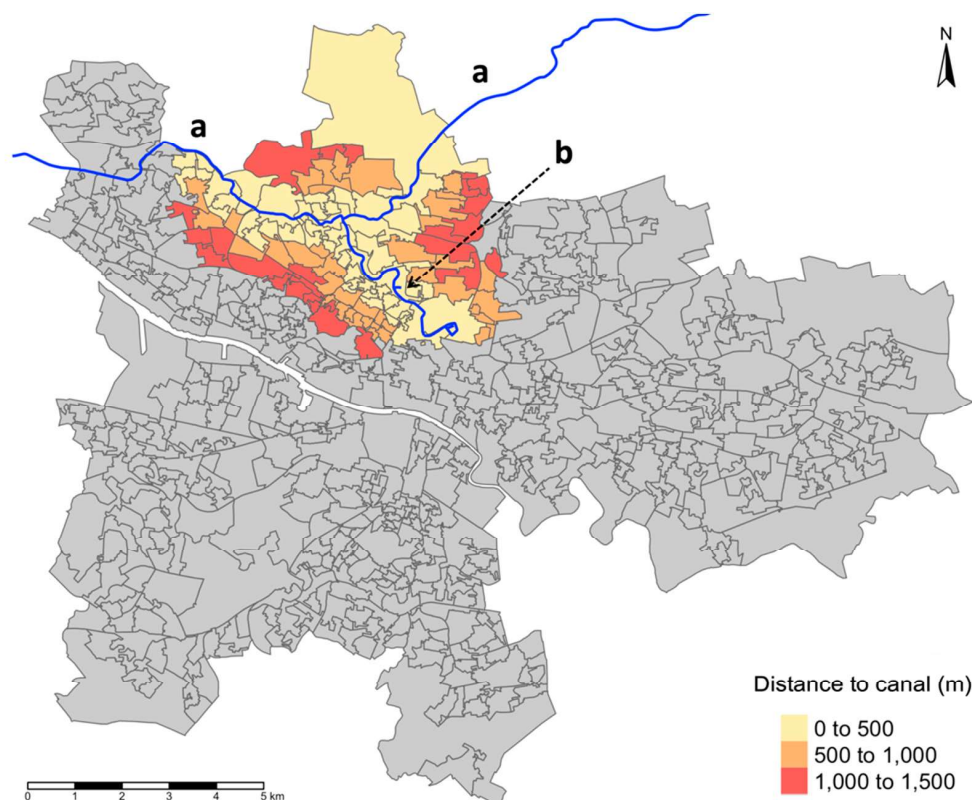 a
N
a
b
Distance to canal (m)
0 to 500
500 to 1,000
1,000 to 1,500
0 1 2 3 4 5 km